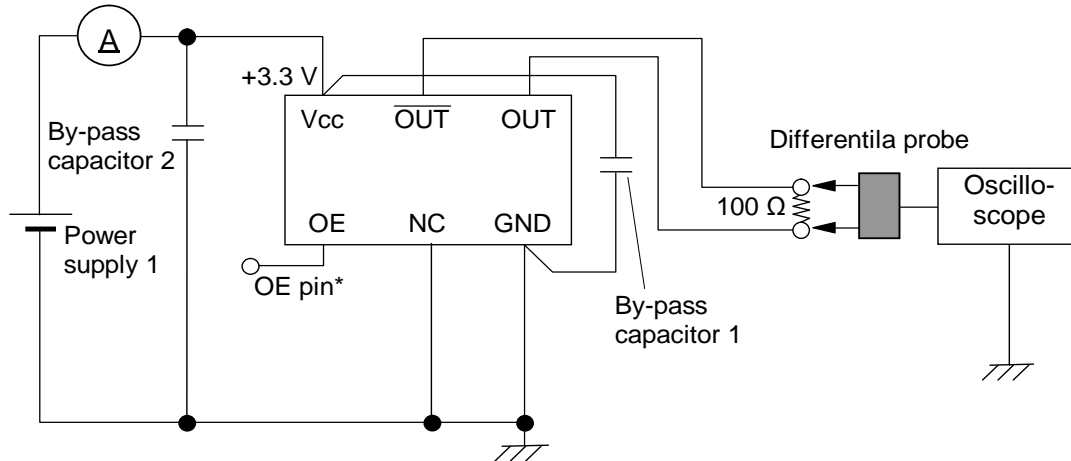 A
+3.3 V
Vcc
OUT
OUT
By-pass
capacitor 2
Differentila probe
Oscillo-
scope
100 Ω
OE
NC
GND
Power
supply 1
OE pin*
By-pass
capacitor 1